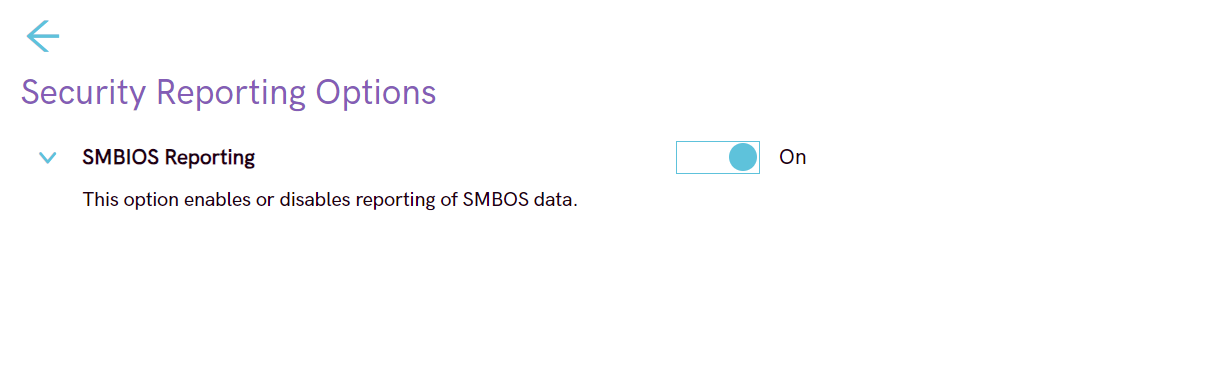 Security Reporting Options
SMBIOS Reporting On
This option enables or disables reporting of SMBOS data.